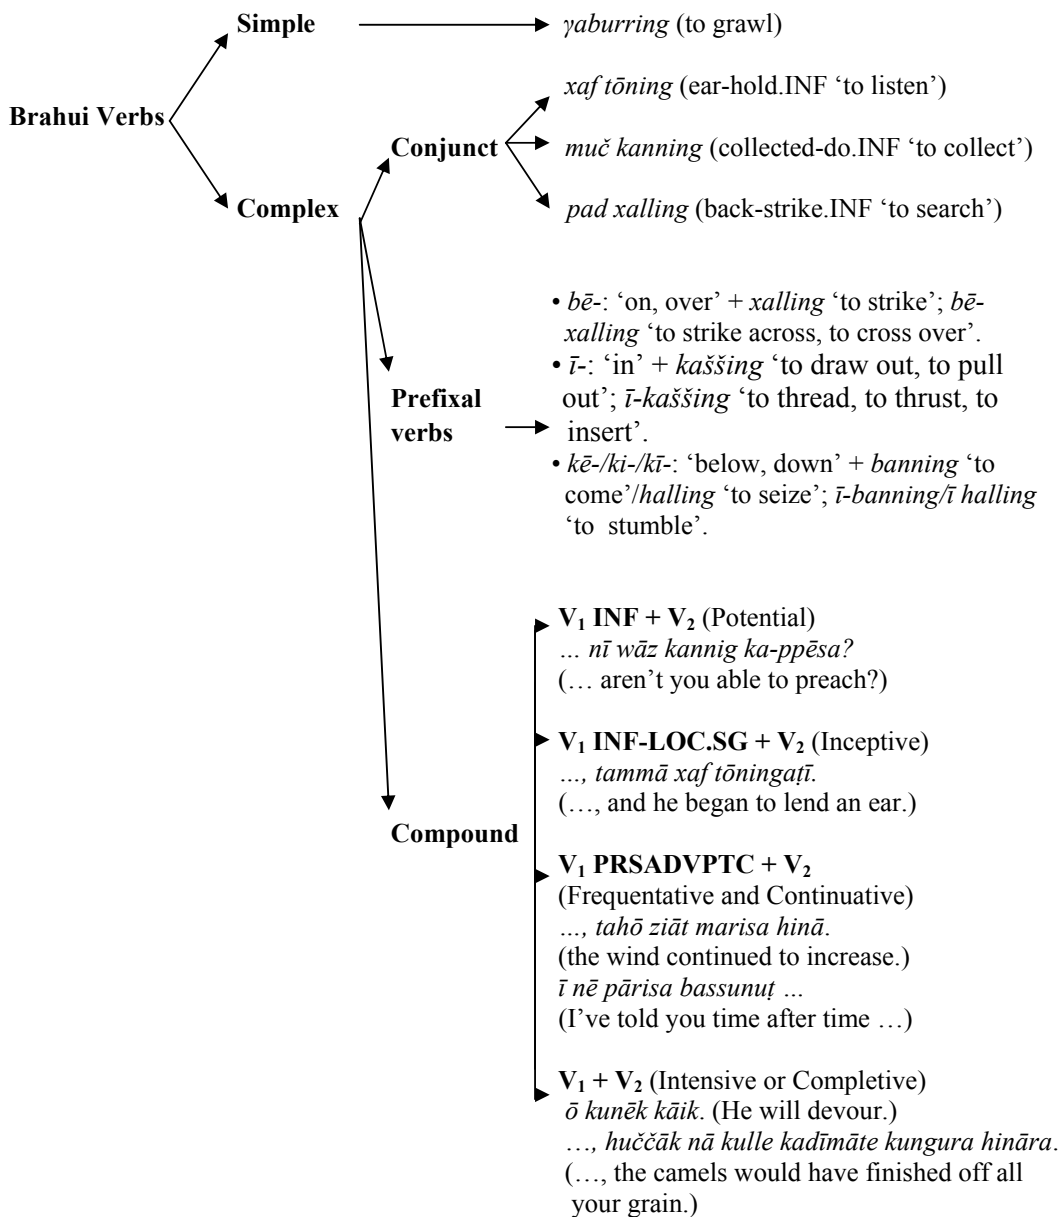 Simple
γaburring (to grawl)
xaf tōning (ear-hold.INF ‘to listen’)
Brahui Verbs
Conjunct
muč kanning (collected-do.INF ‘to collect’)
Complex
pad xalling (back-strike.INF ‘to search’)
• bē-: ‘on, over’ + xalling ‘to strike’; bē-
xalling ‘to strike across, to cross over’.
• ī-: ‘in’ + kaššing ‘to draw out, to pull
out’; ī-kaššing ‘to thread, to thrust, to
insert’.
Prefixal
verbs
• kē-/ki-/kī-: ‘below, down’ + banning ‘to
come’/halling ‘to seize’; ī-banning/ī halling
‘to stumble’.
V₁ INF + V₂ (Potential)
... nī wāz kannig ka-ppēsa?
(… aren’t you able to preach?)
V₁ INF-LOC.SG + V₂ (Inceptive)
…, tammā xaf tōningaṭī.
(…, and he began to lend an ear.)
Compound
V₁ PRSADVPTC + V₂
(Frequentative and Continuative)
…, tahō ziāt marisa hinā.
(the wind continued to increase.)
ī nē pārisa bassunuṭ …
(I’ve told you time after time …)
V₁ + V₂ (Intensive or Completive)
ō kunēk kāik. (He will devour.)
…, huččāk nā kulle kadīmāte kungura hināra.
(…, the camels would have finished off all
your grain.)